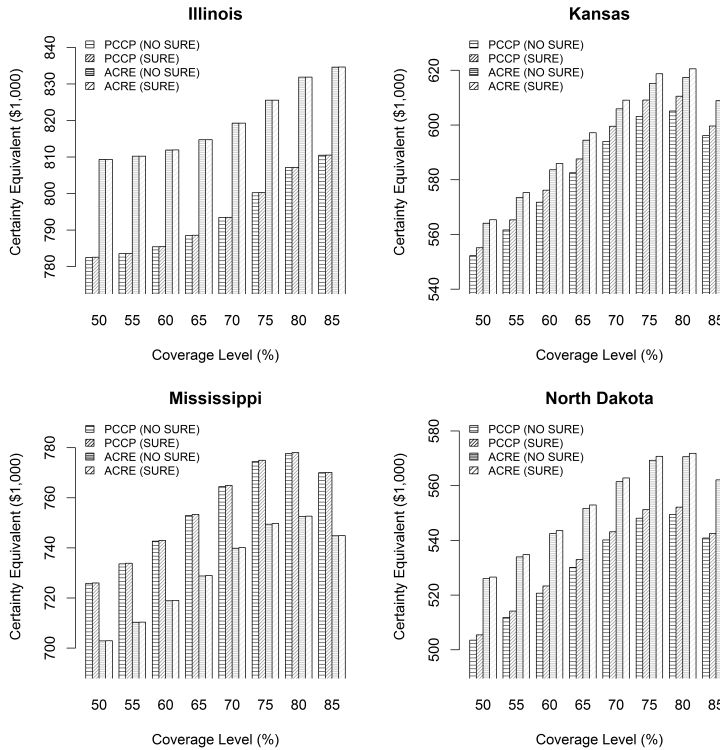 Illinois
Certainty Equivalent ($1,000)
840
830
820
810
800
790
780
PCCP (NO SURE)
PCCP (SURE)
ACRE (NO SURE)
ACRE (SURE)
50 55 60 65 70 75 80 85
Coverage Level (%)
Kansas
Certainty Equivalent ($1,000)
620
600
580
560
540
PCCP (NO SURE)
PCCP (SURE)
ACRE (NO SURE)
ACRE (SURE)
50 55 60 65 70 75 80 85
Coverage Level (%)
Mississippi
Certainty Equivalent ($1,000)
780
760
740
720
700
PCCP (NO SURE)
PCCP (SURE)
ACRE (NO SURE)
ACRE (SURE)
50 55 60 65 70 75 80 85
Coverage Level (%)
North Dakota
Certainty Equivalent ($1,000)
580
560
540
520
500
PCCP (NO SURE)
PCCP (SURE)
ACRE (NO SURE)
ACRE (SURE)
50 55 60 65 70 75 80 85
Coverage Level (%)